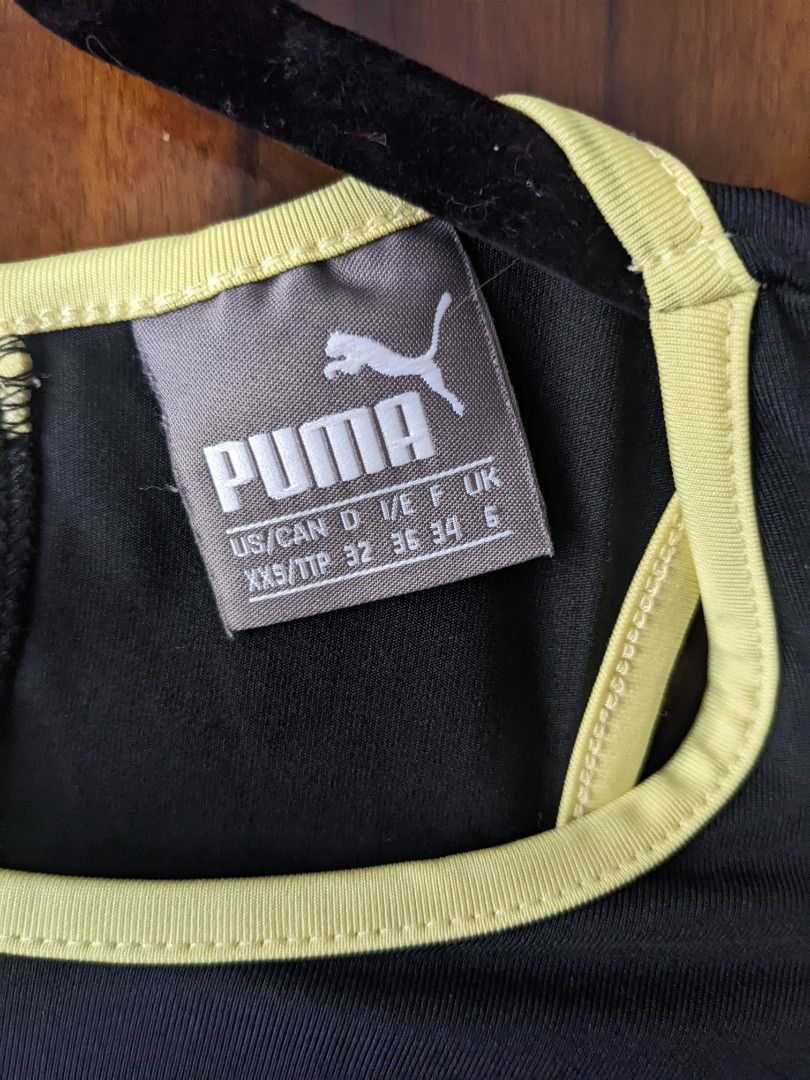 PUMA
US/CAN D I/E F UK
XXS/TTP 32 36 34 6